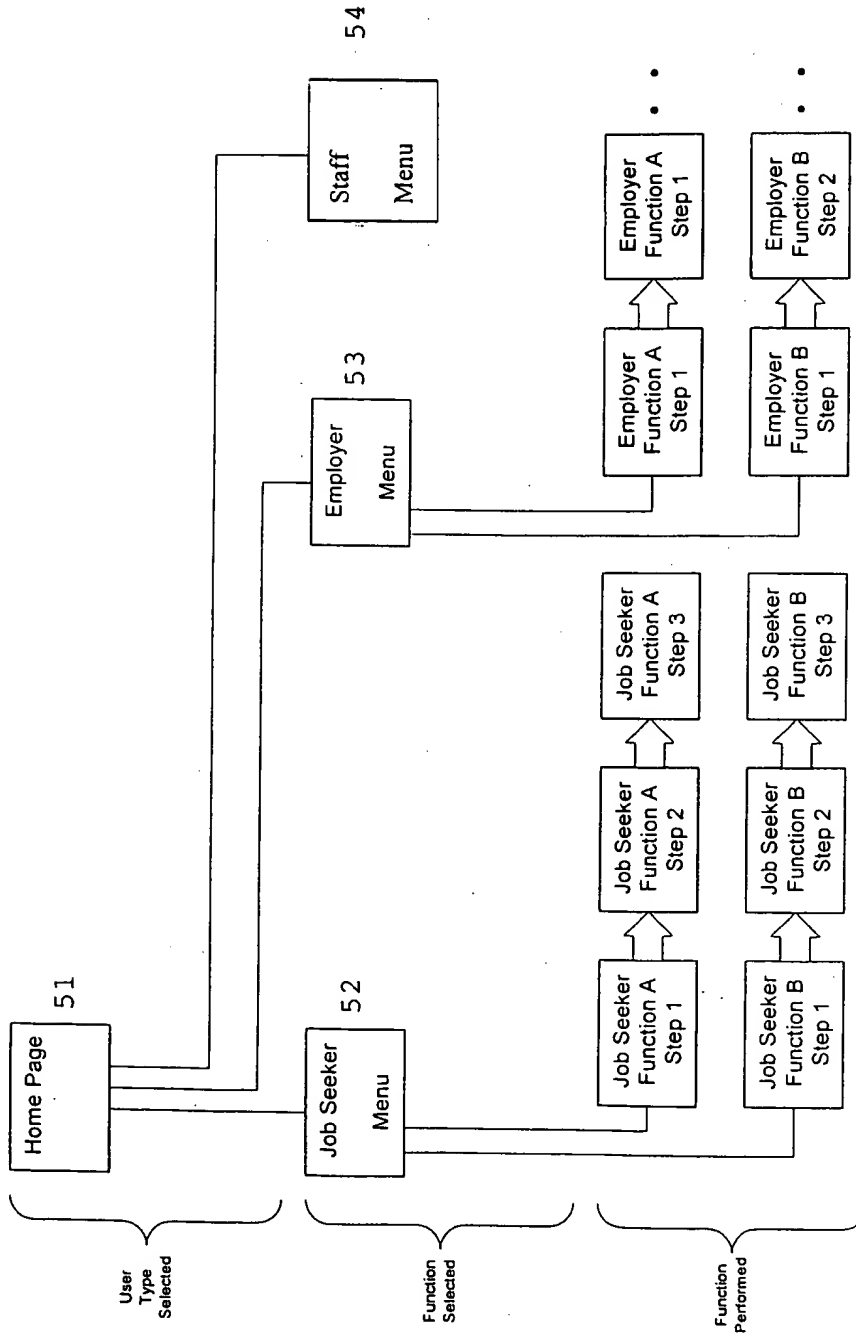 User
Type
Selected
Home Page
51
Function
Selected
Job Seeker
Menu
52
Employer
Menu
53
Staff
Menu
54
Function
Performed
Job Seeker
Function A
Step 1
Job Seeker
Function A
Step 2
Job Seeker
Function A
Step 3
Employer
Function A
Step 1
Employer
Function A
Step 1
Job Seeker
Function B
Step 1
Job Seeker
Function B
Step 2
Job Seeker
Function B
Step 3
Employer
Function B
Step 1
Employer
Function B
Step 2